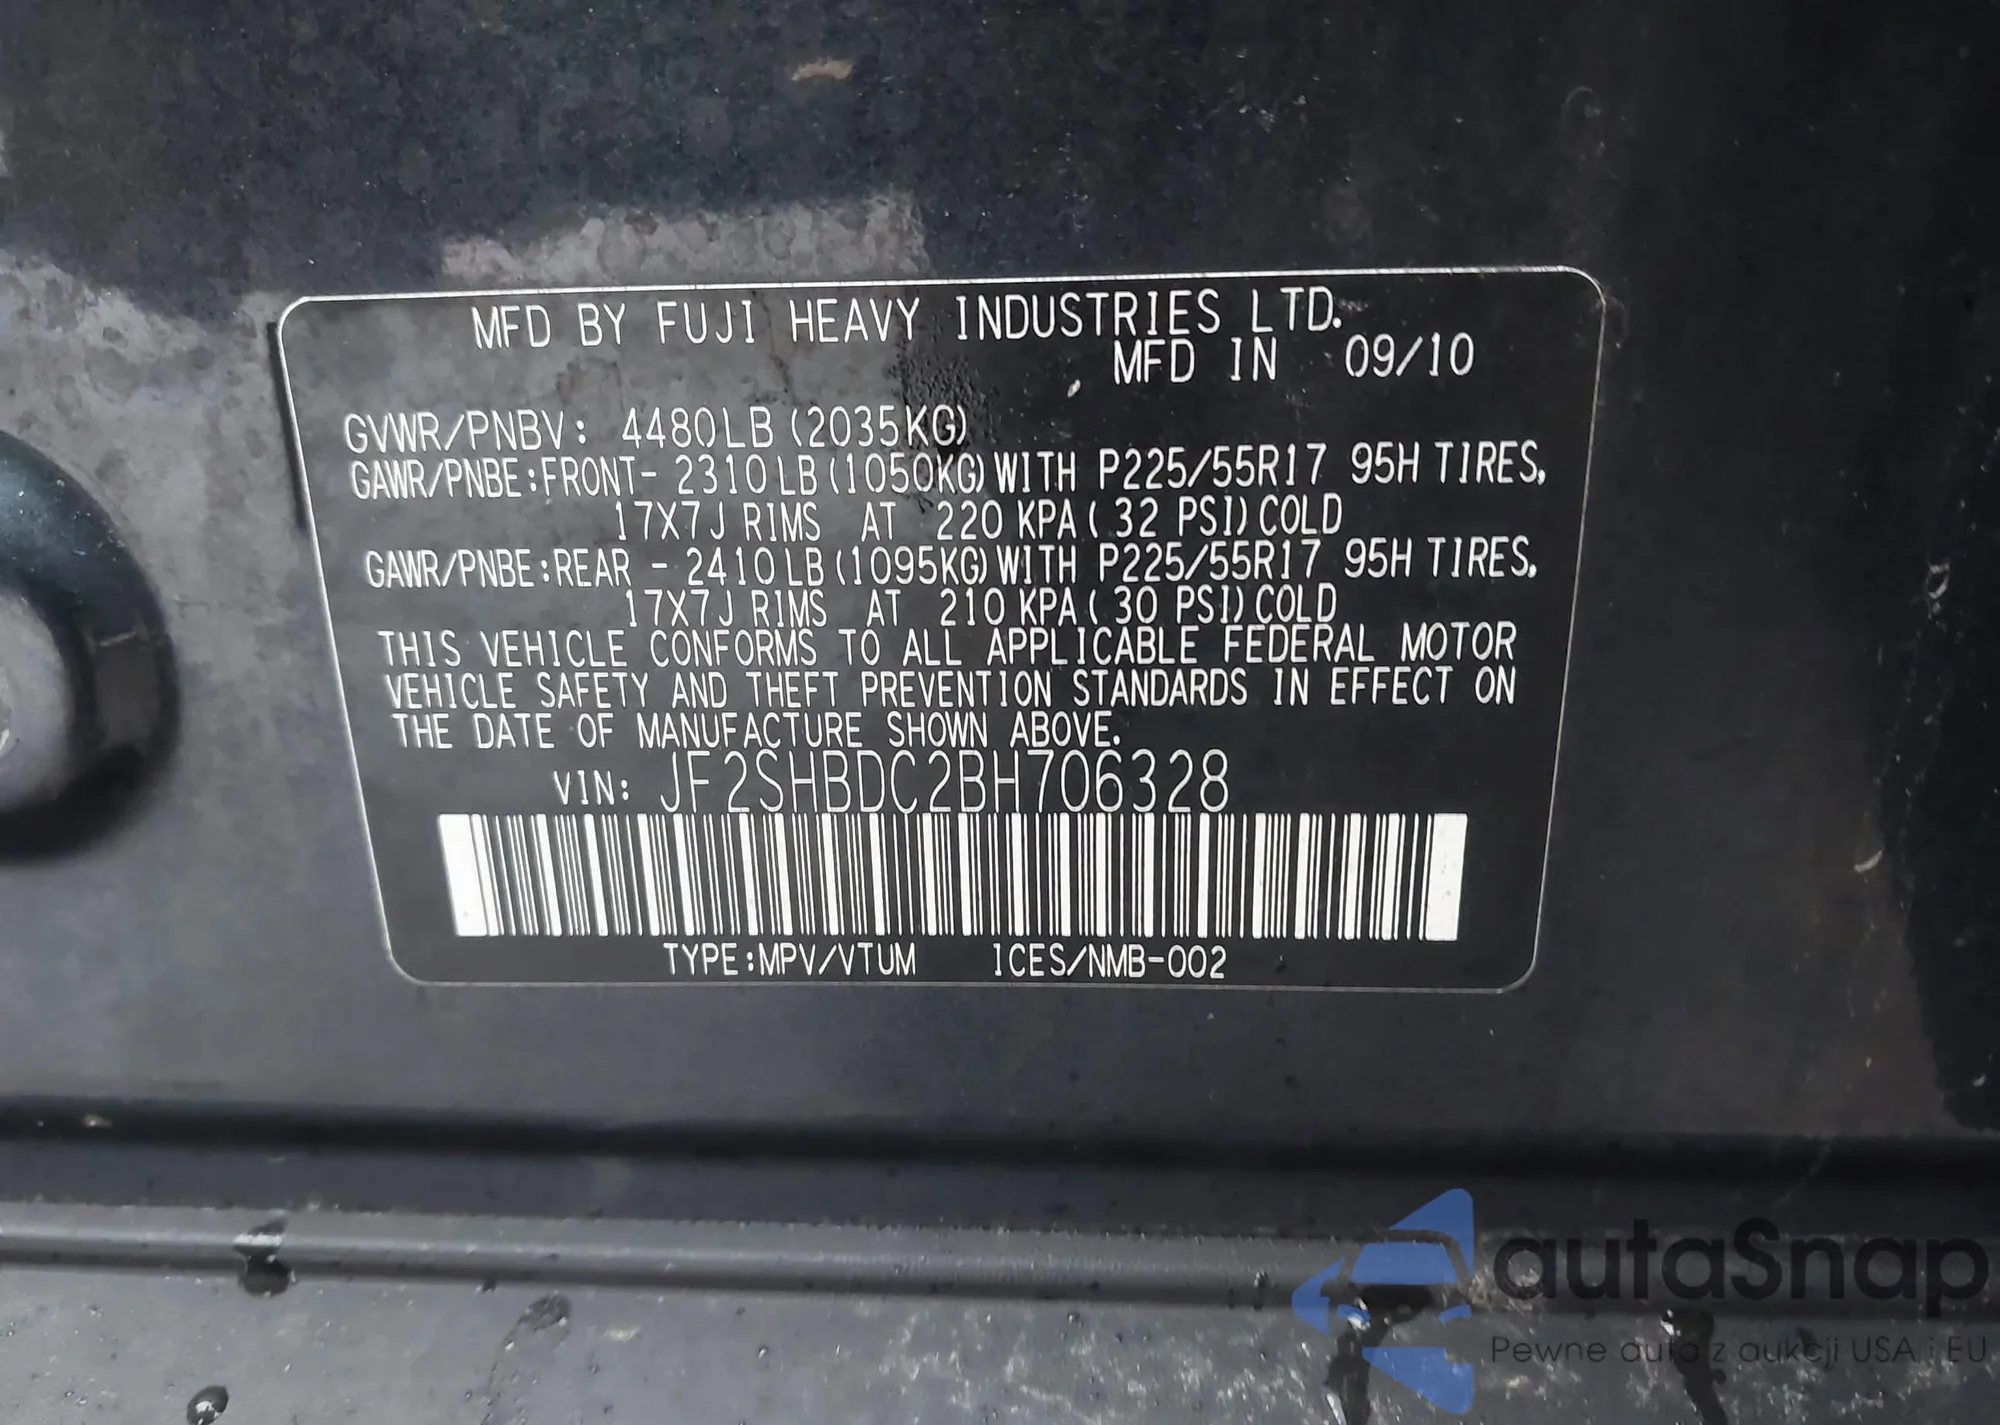 MFD BY FUJI HEAVY INDUSTRIES LTD.
MFD IN 09/10
GVWR/PNBV: 4480LB (2035KG)
GAWR/PNBE:FRONT- 2310LB(1050KG)WITH P225/55R17 95H TIRES,
17X7J RIMS AT 220 KPA( 32 PSI)COLD
GAWR/PNBE:REAR - 2410LB(1095KG)WITH P225/55R17 95H TIRES,
17X7J RIMS AT 210 KPA( 30 PSI)COLD
THIS VEHICLE CONFORMS TO ALL APPLICABLE FEDERAL MOTOR
VEHICLE SAFETY AND THEFT PREVENTION STANDARDS IN EFFECT ON
THE DATE OF MANUFACTURE SHOWN ABOVE.
VIN: JF2SHBDC2BH706328
TYPE:MPV/VTUM ICES/NMB-002
autaSnap
Pewne auta z aukcji USA i EU